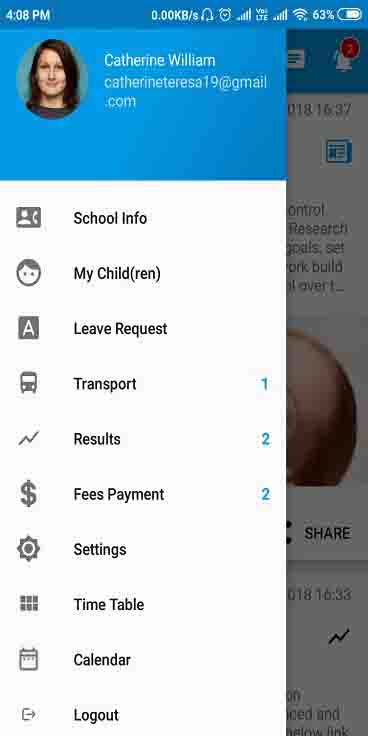 4:08 PM 0.00KB/s VoLTE 63%
Catherine William
catherineteresa19@gmail
.com
2
018 16:37
School Info
ontrol
Research
My Child(ren)
goals, set
ork build
l over t...
Leave Request
Transport 1
Results 2
Fees Payment 2
SHARE
Settings
018 16:33
Time Table
Calendar
on
Logout
nced and
below link